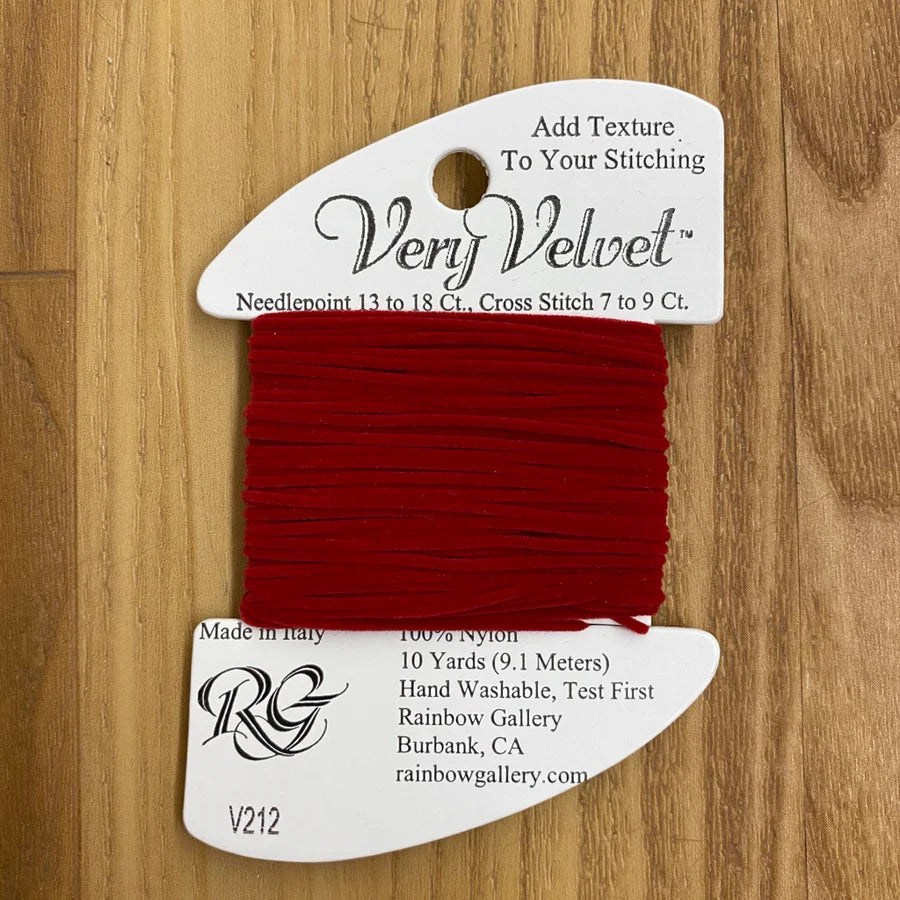 Add Texture
To Your Stitching
Very Velvet™
Needlepoint 13 to 18 Ct., Cross Stitch 7 to 9 Ct.
Made in Italy
100% Nylon
10 Yards (9.1 Meters)
Hand Washable, Test First
Rainbow Gallery
Burbank, CA
rainbowgallery.com
RG
V212